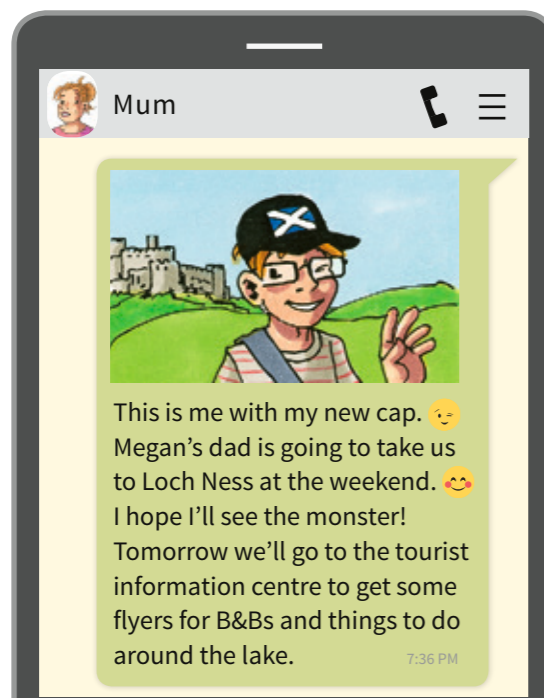 Mum
This is me with my new cap. 😉
Megan's dad is going to take us
to Loch Ness at the weekend. 😊
I hope I'll see the monster!
Tomorrow we'll go to the tourist
information centre to get some
flyers for B&Bs and things to do
around the lake.
7:36 PM